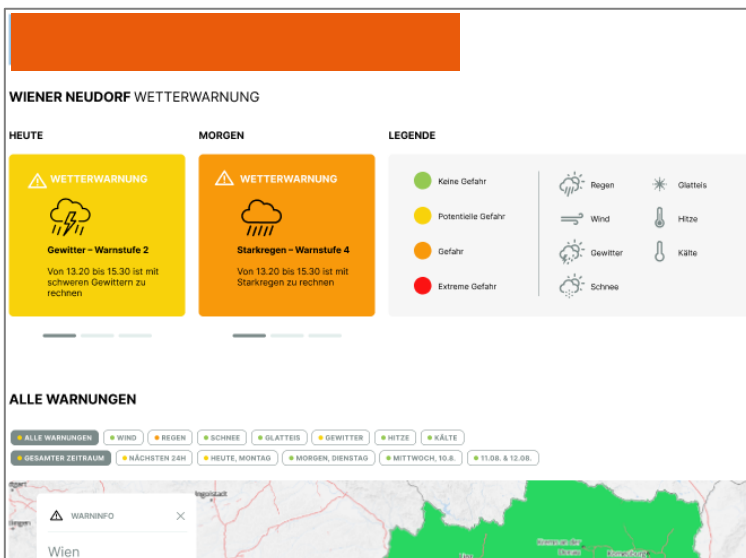 WIENER NEUDORF WETTERWARNUNG
HEUTE
MORGEN
LEGENDE
WETTERWARNUNG
Gewitter – Warnstufe 2
Von 13.20 bis 15.30 ist mit
schweren Gewittern zu
rechnen
WETTERWARNUNG
Starkregen – Warnstufe 4
Von 13.20 bis 15.30 ist mit
Starkregen zu rechnen
Keine Gefahr
Potentielle Gefahr
Gefahr
Extreme Gefahr
Regen
Wind
Gewitter
Schnee
Glatteis
Hitze
Kälte
ALLE WARNUNGEN
ALLE WARNUNGEN WIND REGEN SCHNEE GLATTEIS GEWITTER HITZE KÄLTE
GESAMTER ZEITRAUM NÄCHSTEN 24H HEUTE, MONTAG MORGEN, DIENSTAG MITTWOCH, 10.8. 11.08. & 12.08.
WARNINFO
Wien